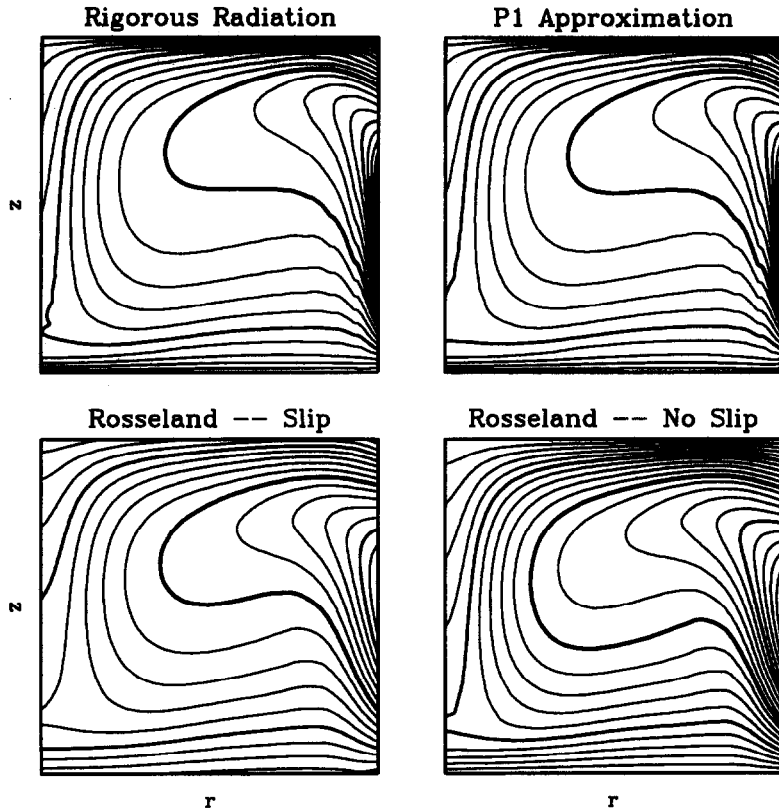 Rigorous Radiation
P1 Approximation
z
Rosseland -- Slip
Rosseland -- No Slip
z
r
r